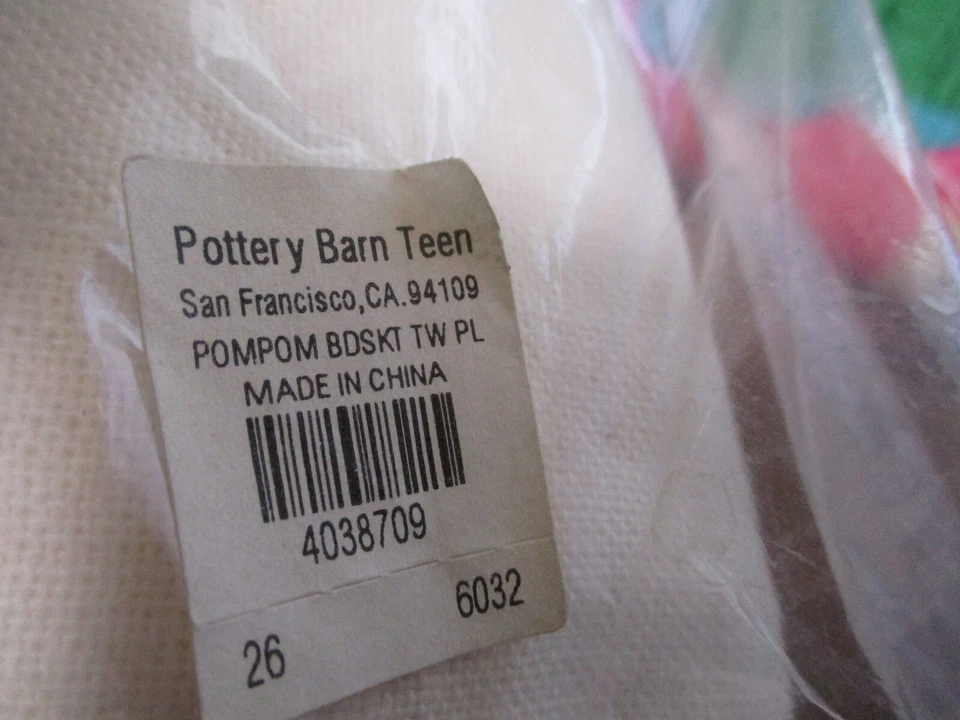 Pottery Barn Teen
San Francisco,CA.94109
POMPOM BDSKT TW PL
MADE IN CHINA
4038709
6032
26